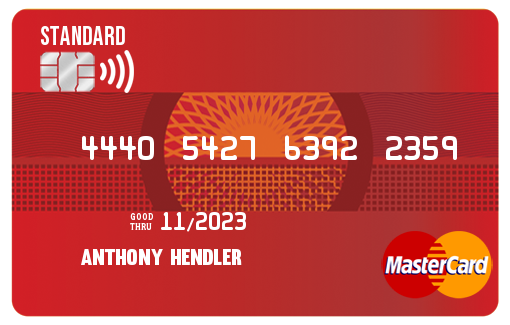 STANDARD
4440 5427 6392 2359
GOOD THRU 11/2023
ANTHONY HENDLER
MasterCard